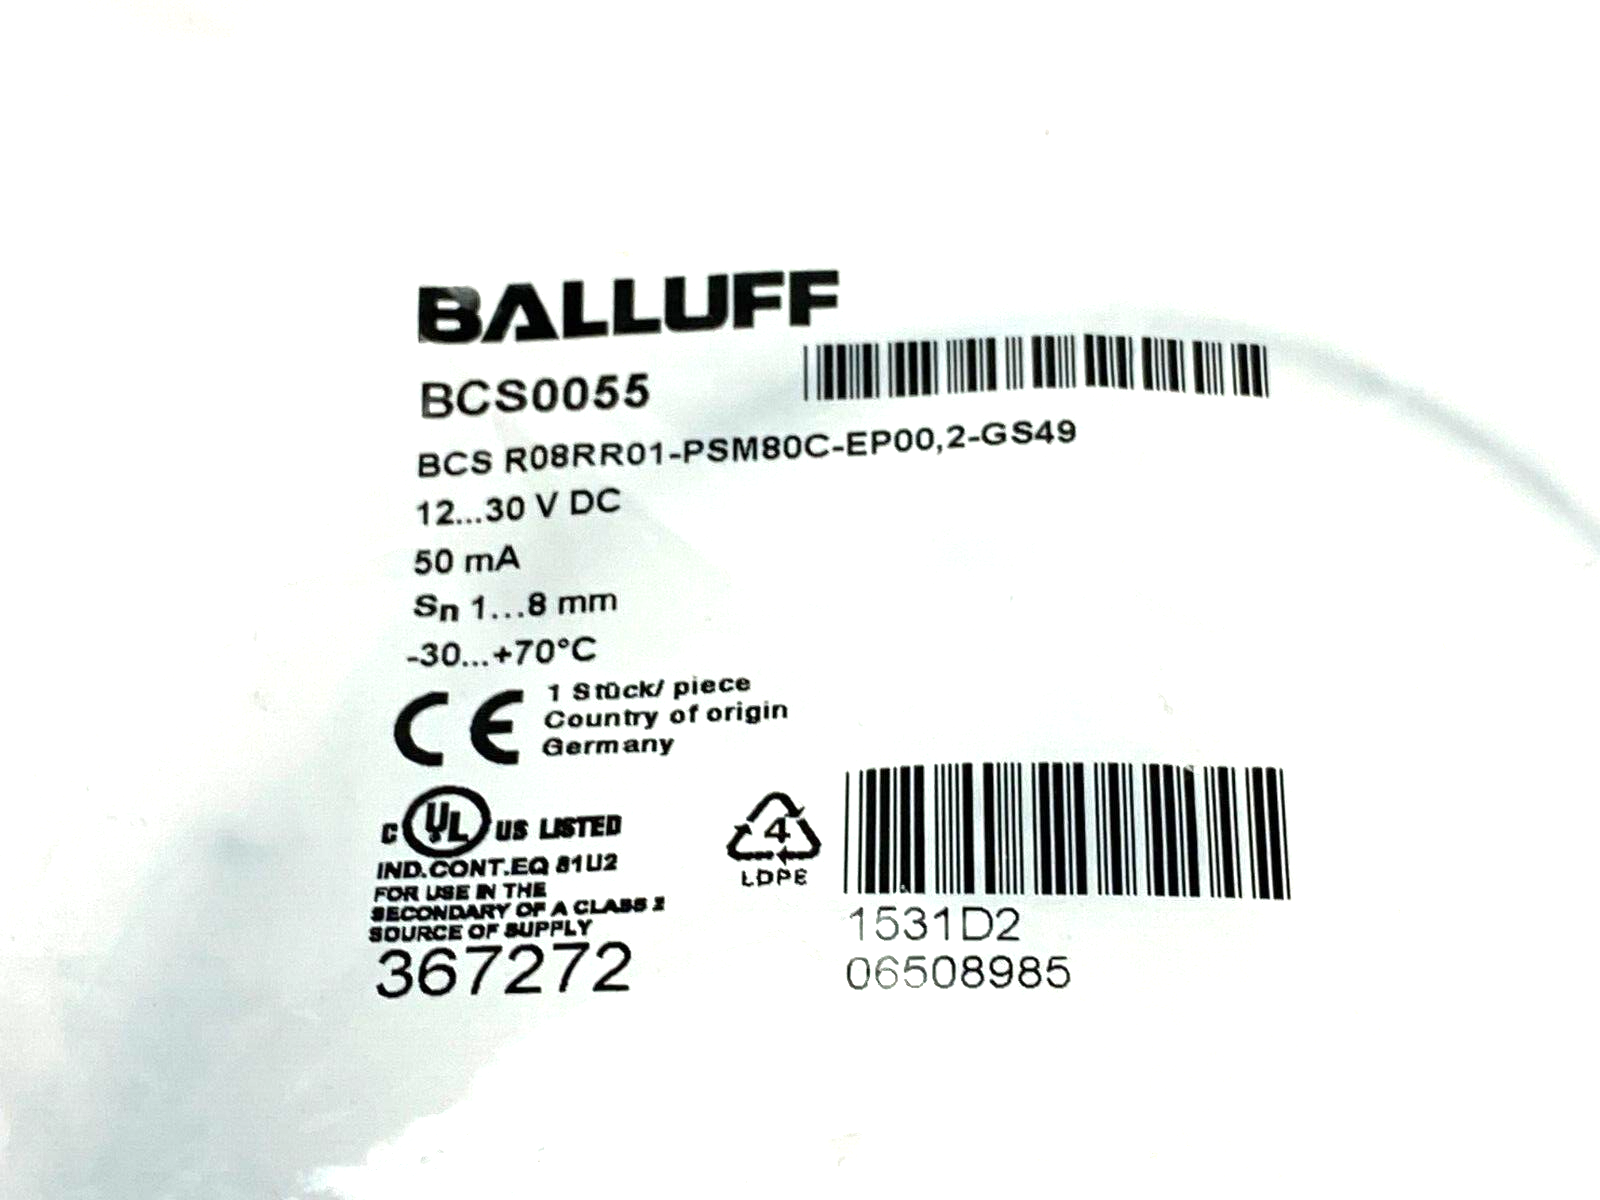 BALLUFF
BCS0055
BCS R08RR01-PSM80C-EP00,2-GS49
12...30 V DC
50 mA
Sn 1...8 mm
-30...+70°C
CE
1 Stück/ piece
Country of origin
Germany
C UL US LISTED
IND.CONT.EQ 81U2
FOR USE IN THE
SECONDARY OF A CLASS 2
SOURCE OF SUPPLY
367272
4
LDPE
1531D2
06508985